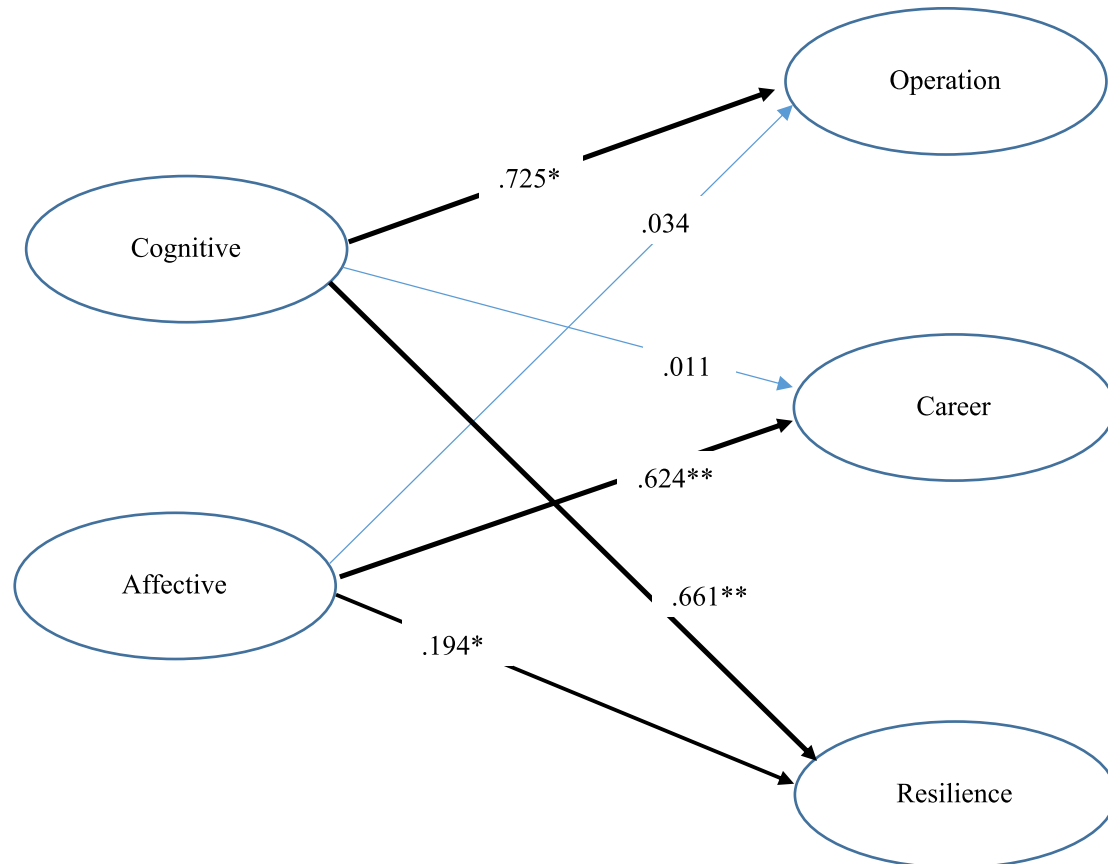 Operation
.725*
.034
Cognitive
.011
Career
.624**
Affective
.661**
.194*
Resilience